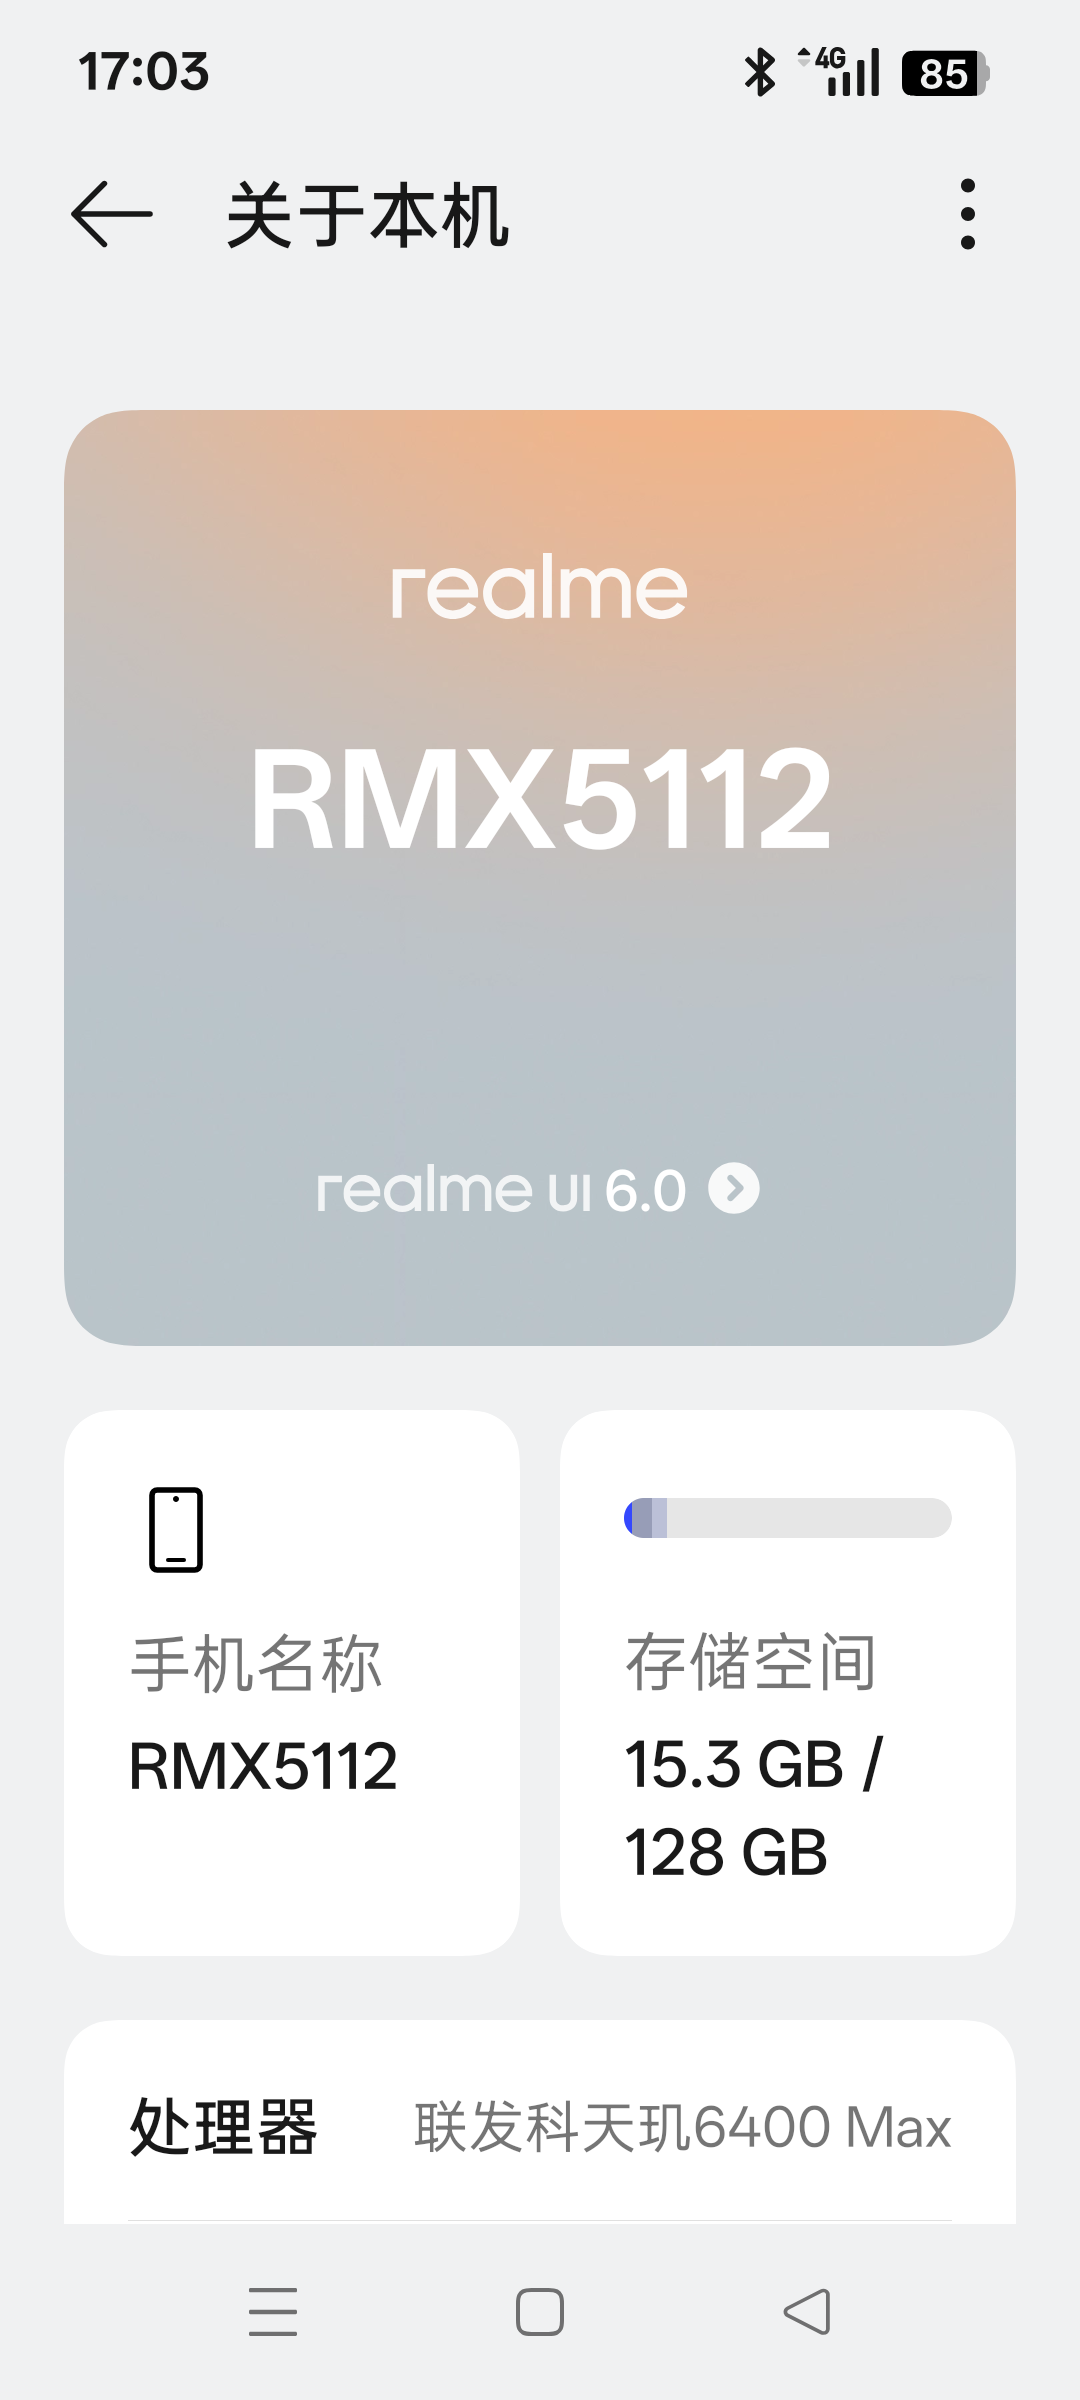 17:03
4G
85
关于本机
realme
RMX5112
realme UI 6.0
手机名称
RMX5112
存储空间
15.3 GB /
128 GB
处理器
联发科天玑6400 Max